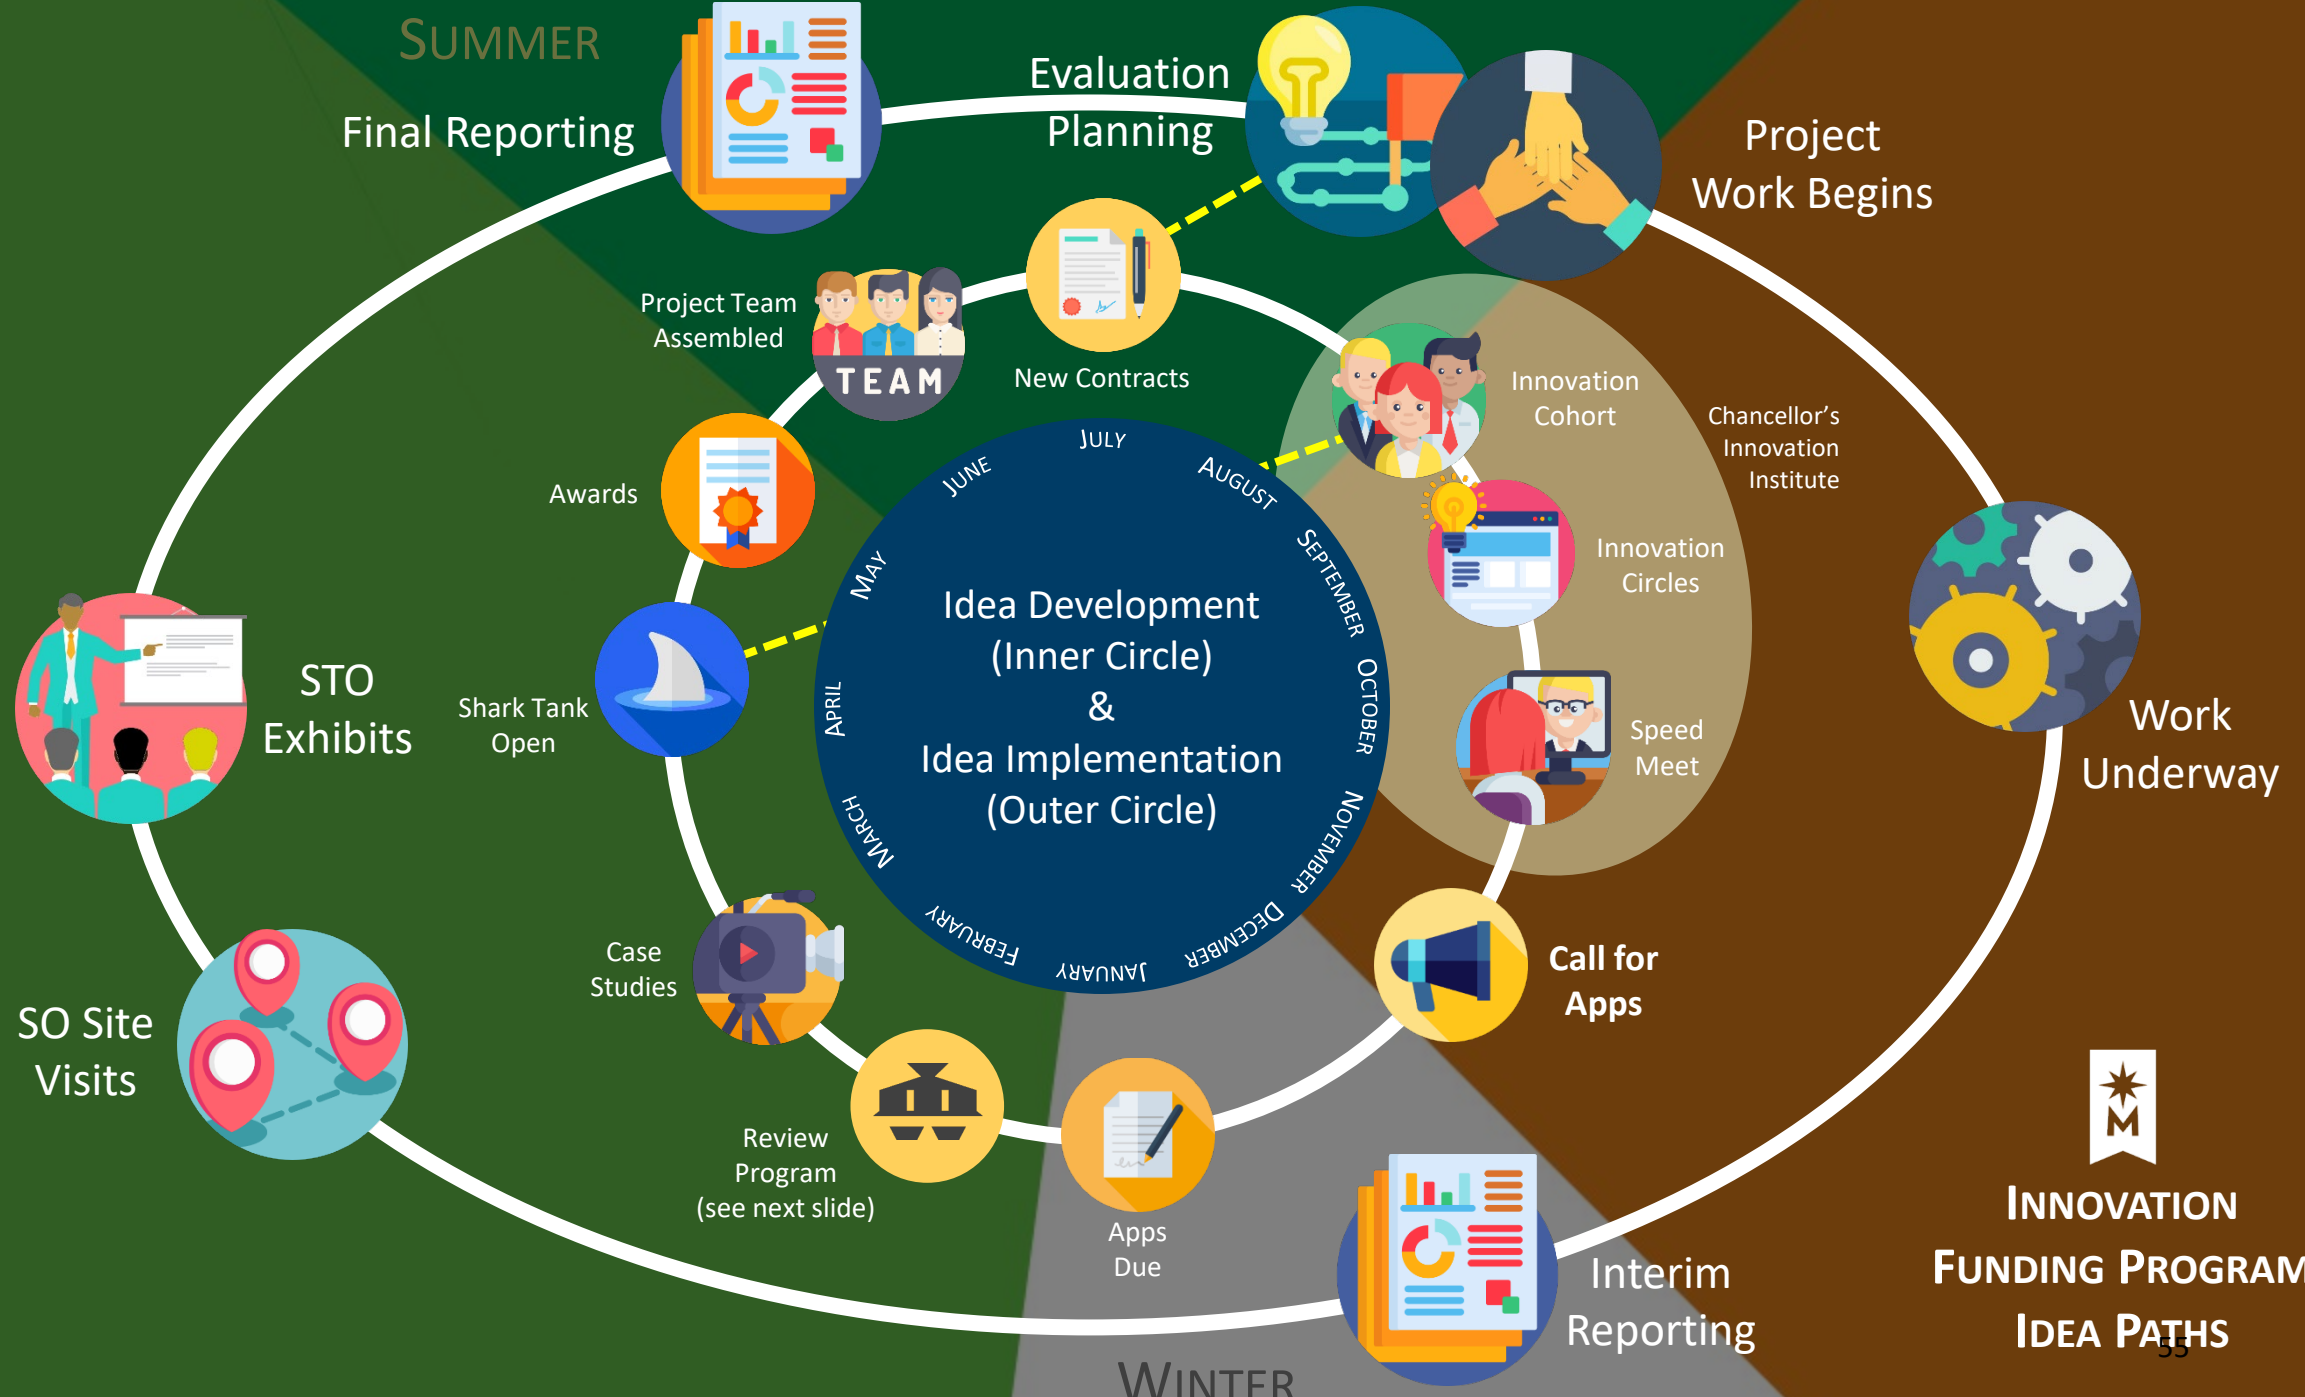 SUMMER
Final Reporting
Evaluation
Planning
Project
Work Begins
Project Team
Assembled
TEAM
New Contracts
Innovation
Cohort
Chancellor’s
Innovation
Institute
Awards
Innovation
Circles
STO
Exhibits
Shark Tank
Open
Speed
Meet
Work
Underway
JULY
AUGUST
SEPTEMBER
OCTOBER
NOVEMBER
DECEMBER
JANUARY
FEBRUARY
MARCH
APRIL
MAY
JUNE
Idea Development
(Inner Circle)
&
Idea Implementation
(Outer Circle)
Case
Studies
Call for
Apps
SO Site
Visits
Review
Program
(see next slide)
Apps
Due
Interim
Reporting
M
INNOVATION
FUNDING PROGRAM
IDEA PATHS
55
WINTER